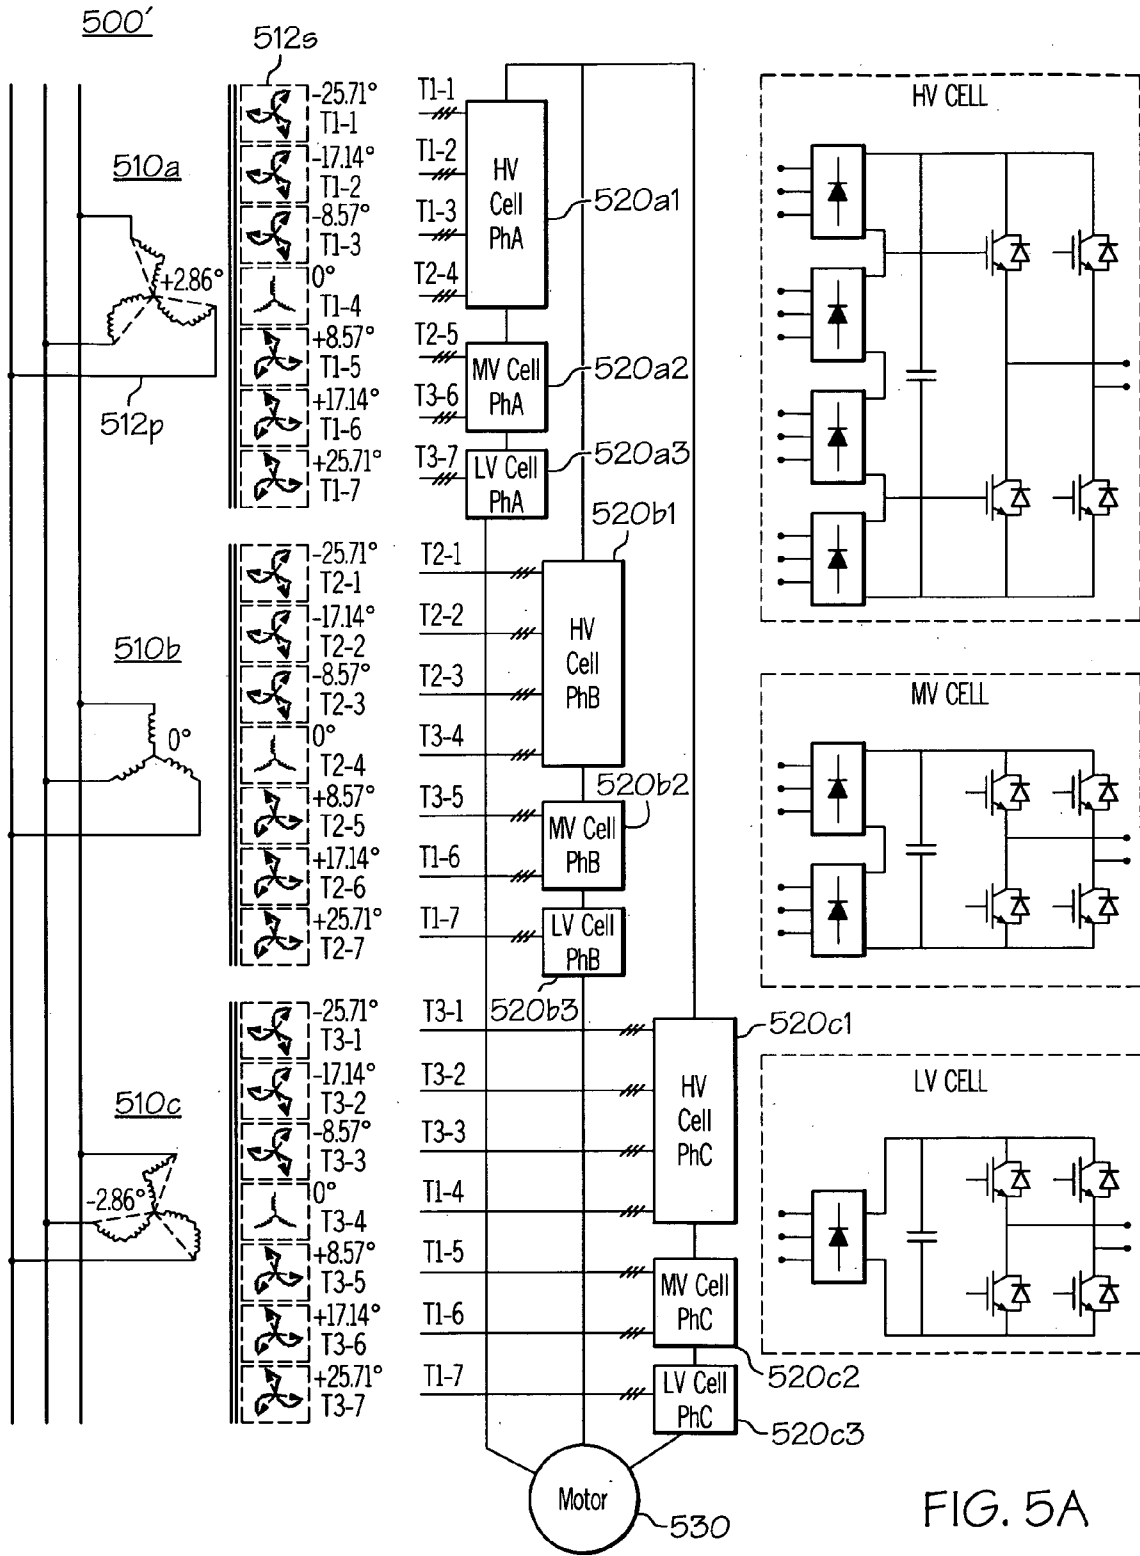 500'
512s
510a
+2.86°
512p
-25.71°
T1-1
-17.14°
T1-2
-8.57°
T1-3
0°
T1-4
+8.57°
T1-5
+17.14°
T1-6
+25.71°
T1-7
T1-1
T1-2
T1-3
T2-4
T2-5
T3-6
T3-7
HV
Cell
PhA
520a1
MV Cell
PhA
520a2
LV Cell
PhA
520a3
510b
0°
-25.71°
T2-1
-17.14°
T2-2
-8.57°
T2-3
0°
T2-4
+8.57°
T2-5
+17.14°
T2-6
+25.71°
T2-7
T2-1
T2-2
T2-3
T3-4
T3-5
T1-6
T1-7
520b1
HV
Cell
PhB
520b2
MV Cell
PhB
LV Cell
PhB
520b3
510c
-2.86°
-25.71°
T3-1
-17.14°
T3-2
-8.57°
T3-3
0°
T3-4
+8.57°
T3-5
+17.14°
T3-6
+25.71°
T3-7
T3-1
T3-2
T3-3
T1-4
T1-5
T1-6
T1-7
520c1
HV
Cell
PhC
MV Cell
PhC
520c2
LV Cell
PhC
520c3
Motor
530
HV CELL
MV CELL
LV CELL
FIG. 5A